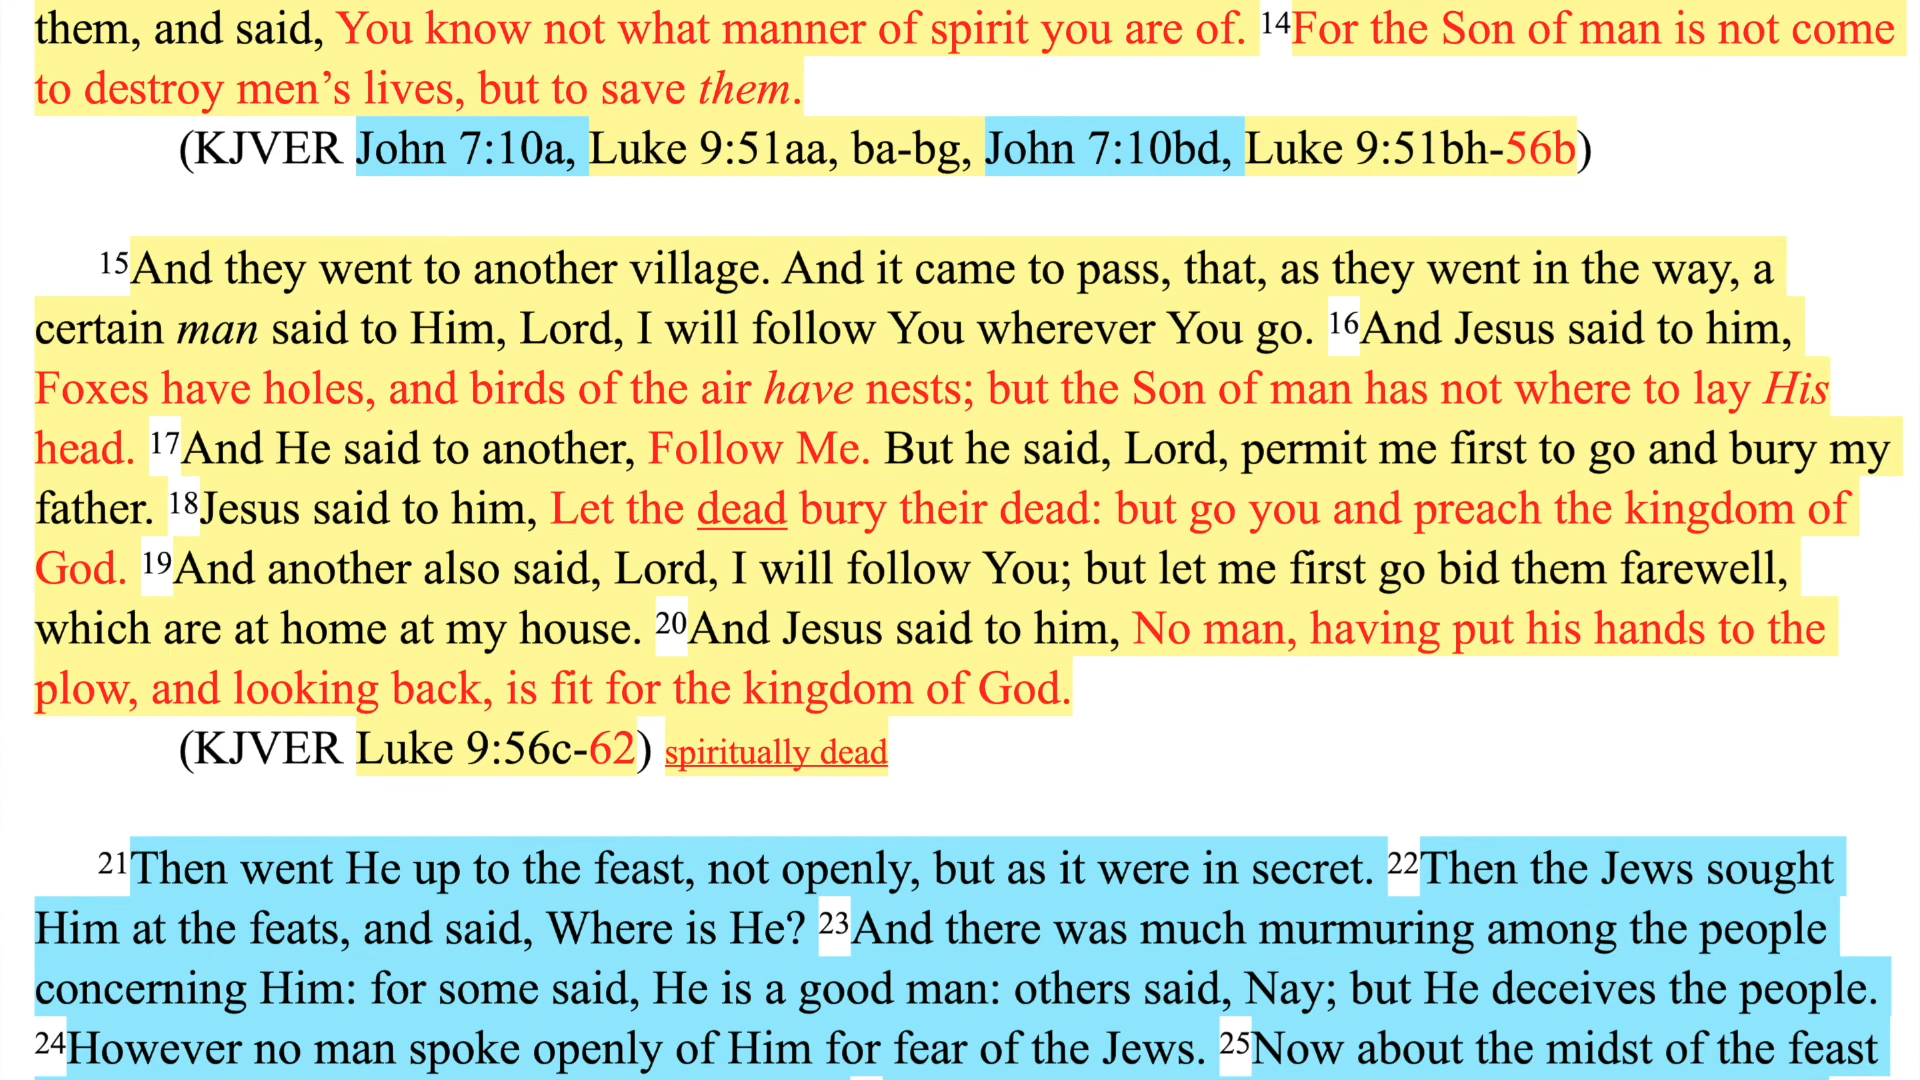 them, and said, You know not what manner of spirit you are of. 14For the Son of man is not come
to destroy men’s lives, but to save them.
(KJVER John 7:10a, Luke 9:51aa, ba-bg, John 7:10bd, Luke 9:51bh-56b)
15And they went to another village. And it came to pass, that, as they went in the way, a
certain man said to Him, Lord, I will follow You wherever You go. 16And Jesus said to him,
Foxes have holes, and birds of the air have nests; but the Son of man has not where to lay His
head. 17And He said to another, Follow Me. But he said, Lord, permit me first to go and bury my
father. 18Jesus said to him, Let the dead bury their dead: but go you and preach the kingdom of
God. 19And another also said, Lord, I will follow You; but let me first go bid them farewell,
which are at home at my house. 20And Jesus said to him, No man, having put his hands to the
plow, and looking back, is fit for the kingdom of God.
(KJVER Luke 9:56c-62) spiritually dead
21Then went He up to the feast, not openly, but as it were in secret. 22Then the Jews sought
Him at the feats, and said, Where is He? 23And there was much murmuring among the people
concerning Him: for some said, He is a good man: others said, Nay; but He deceives the people.
24However no man spoke openly of Him for fear of the Jews. 25Now about the midst of the feast